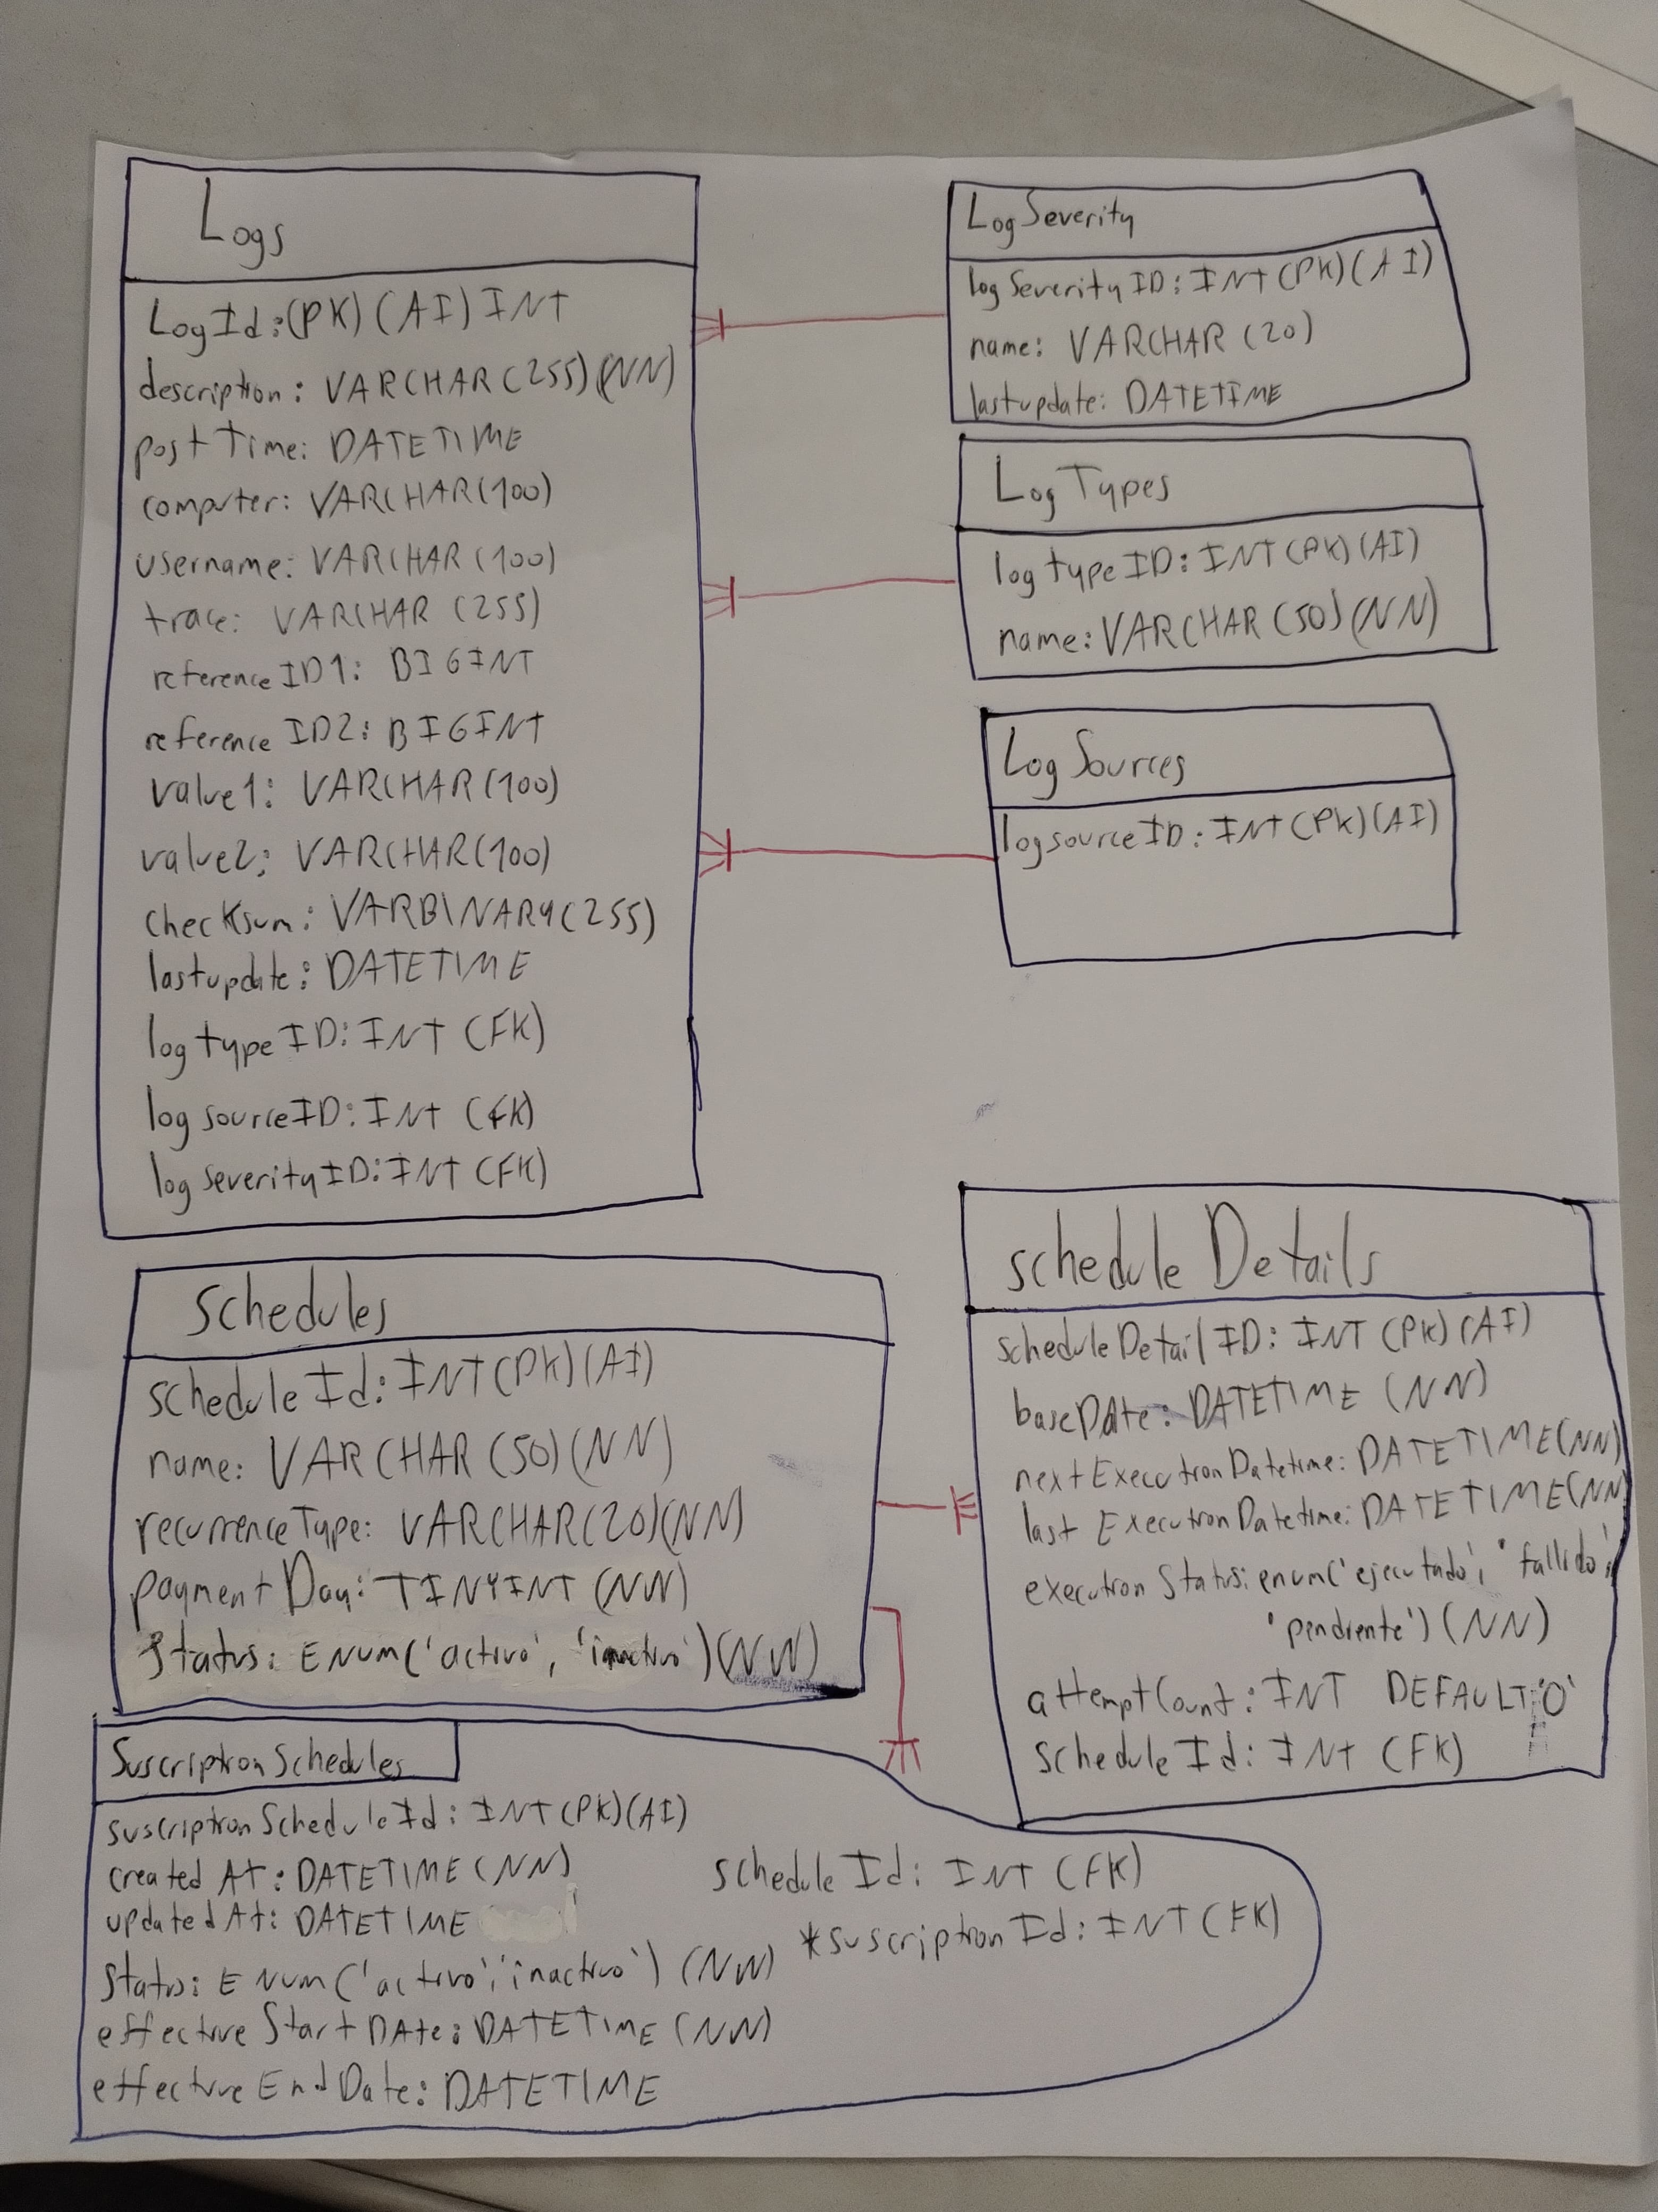 Logs
LogId:(PK)(AI)INT
description: VARCHAR(255)(NN)
postTime: DATETIME
computer: VARCHAR(100)
username: VARCHAR(100)
trace: VARCHAR (255)
referenceID1: BIGINT
referenceID2: BIGINT
value1: VARCHAR(100)
value2: VARCHAR(100)
checksum: VARBINARY(255)
lastupdate: DATETIME
logtypeID: INT (FK)
logsourceID: INT (FK)
logseverityID: INT (FK)
LogSeverity
logSeverityID: INT(PK)(AI)
name: VARCHAR (20)
lastupdate: DATETIME
LogTypes
logtypeID: INT(PK)(AI)
name: VARCHAR(50)(NN)
LogSources
logsourceID: INT(PK)(AI)
Schedules
scheduleId: INT(PK)(AI)
name: VARCHAR(50)(NN)
recurrenceType: VARCHAR(20)(NN)
paymentDay: TINYINT (NN)
Status: ENUM('activo', 'inactivo')(NN)
schedule Details
scheduleDetailID: INT (PK)(AI)
baseDate: DATETIME (NN)
nextExecutionDatetime: DATETIME(NN)
lastExecutionDatetime: DATETIME(NN)
executionStatus: enum('ejecutado', 'fallido',
'pendiente')(NN)
attemptCount: INT DEFAULT '0'
scheduleId: INT (FK)
SuscriptionSchedules
suscriptionScheduleId: INT(PK)(AI)
createdAt: DATETIME(NN)
updatedAt: DATETIME
Status: ENUM('activo','inactivo') (NN)
effectiveStartDAte: DATETIME (NN)
effectiveEndDate: DATETIME
scheduleId: INT (FK)
*suscriptionId: INT(FK)